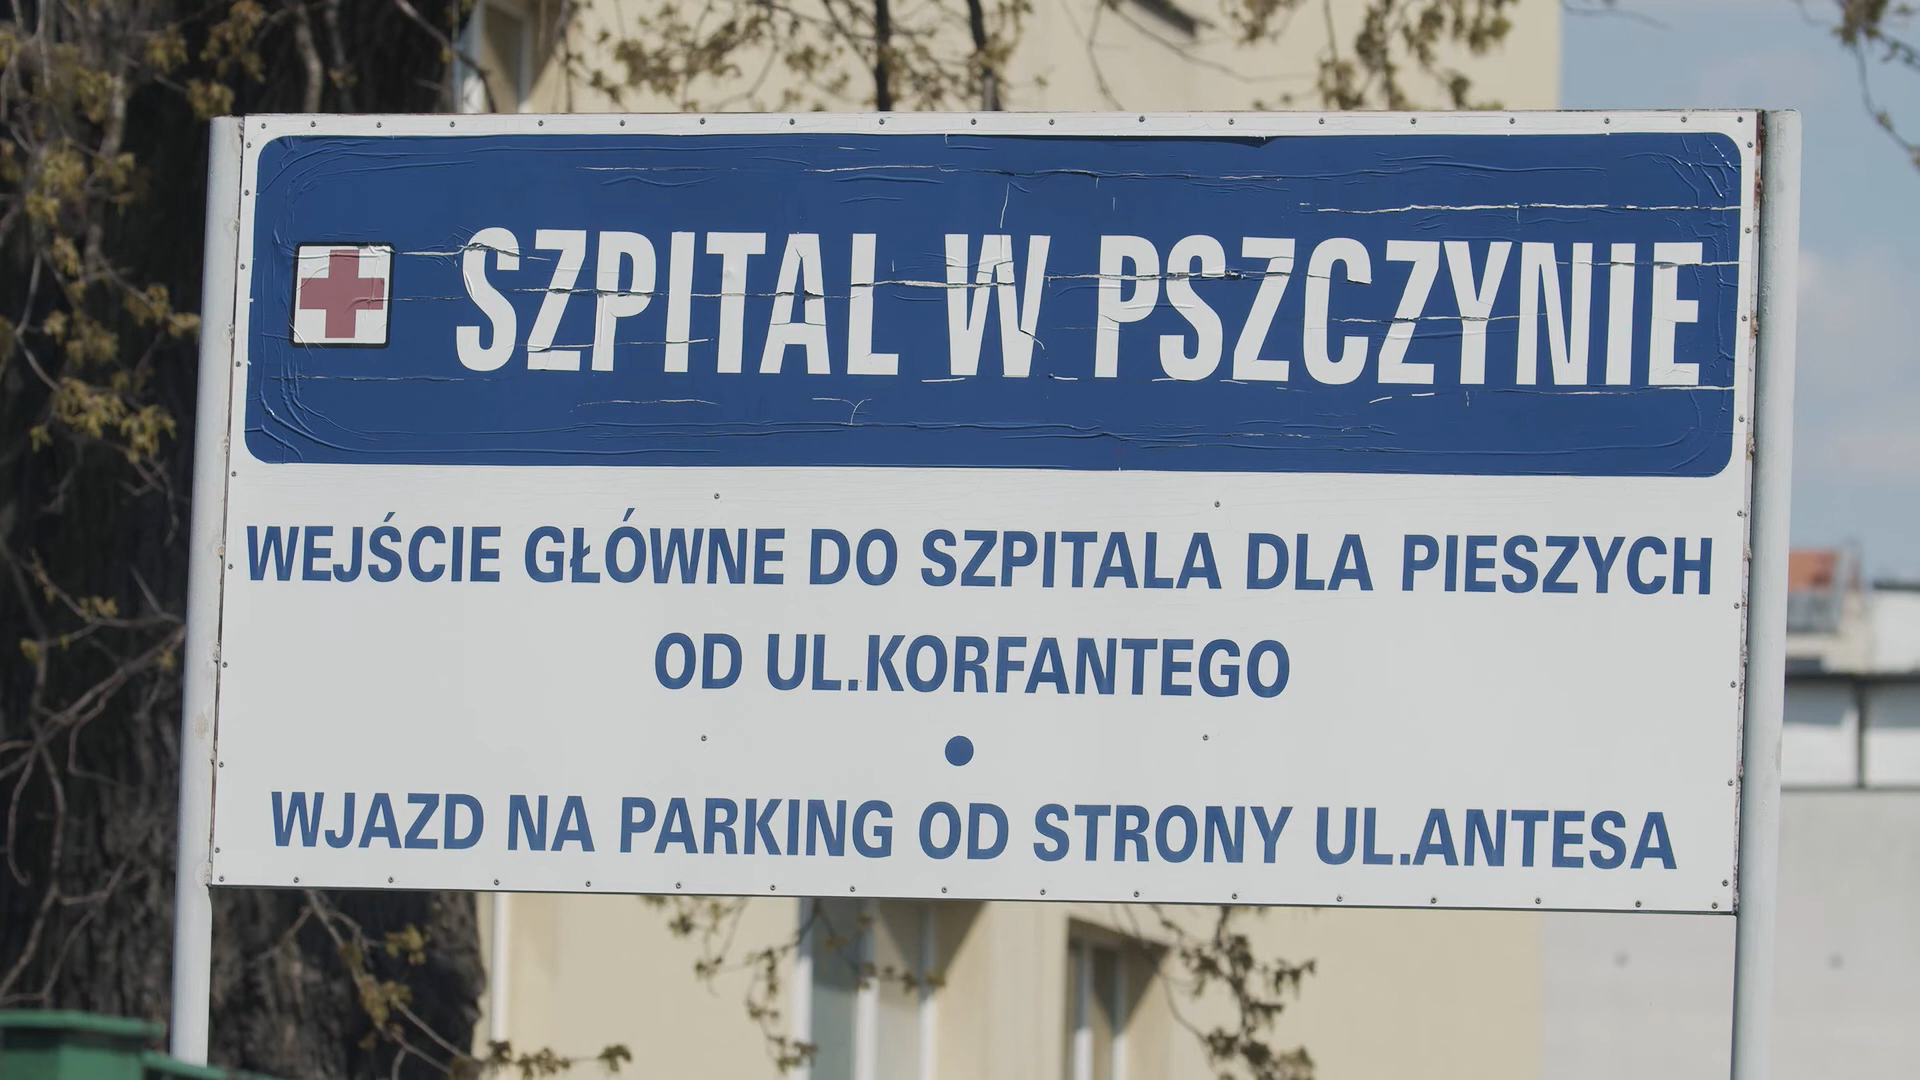 SZPITAL W PSZCZYNIE
WEJŚCIE GŁÓWNE DO SZPITALA DLA PIESZYCH
OD UL.KORFANTEGO
WJAZD NA PARKING OD STRONY UL.ANTESA